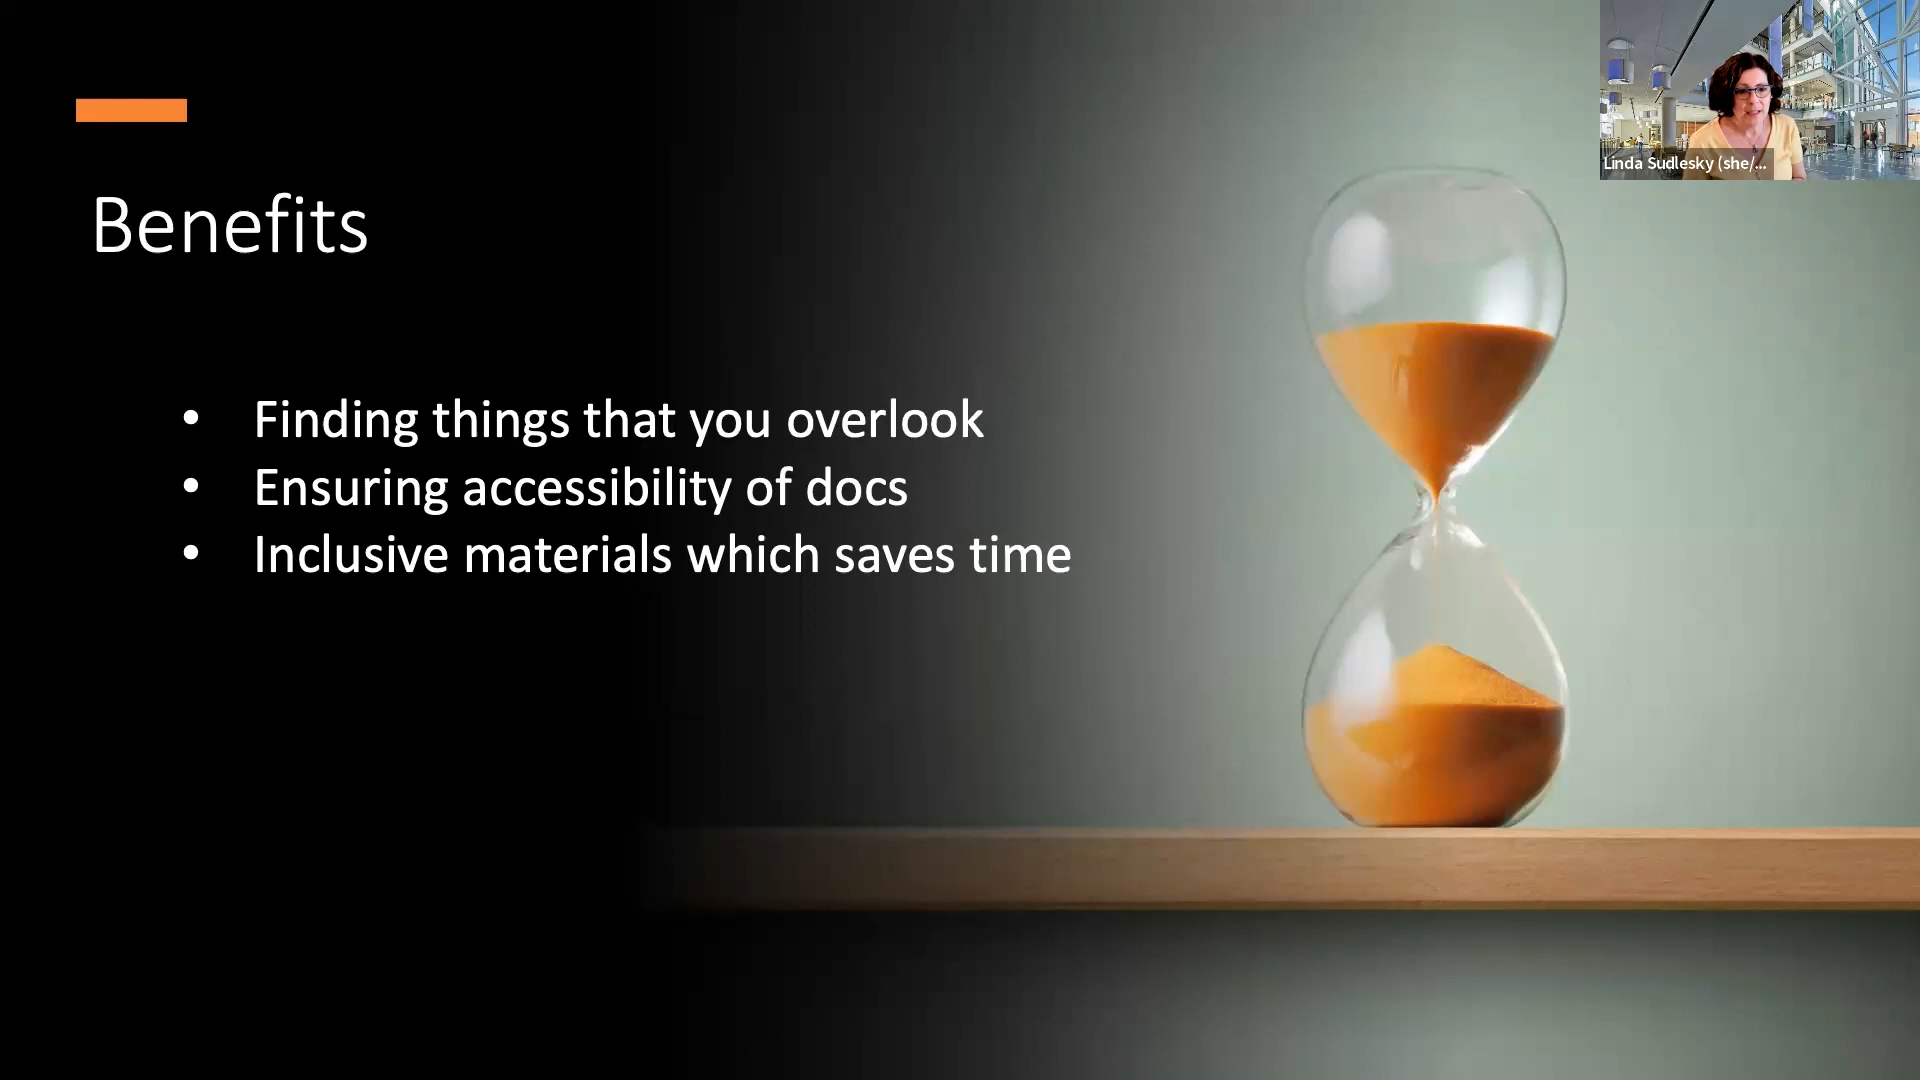 Benefits
• Finding things that you overlook
• Ensuring accessibility of docs
• Inclusive materials which saves time
Linda Sudlesky (she/...